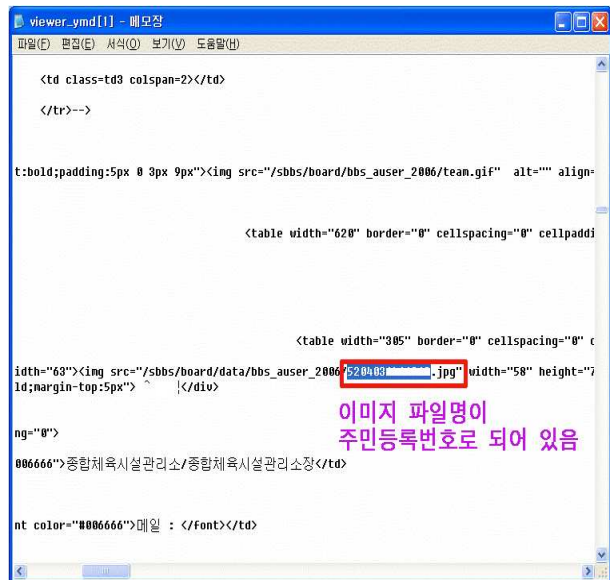 viewer_ymd[1] - 메모장
파일(F) 편집(E) 서식(O) 보기(V) 도움말(H)
<td class=td3 colspan=2></td>
</tr>-->
t:bold;padding:5px 0 3px 9px"><img src="/sbbs/board/bbs_auser_2006/team.gif" alt="" align=
<table width="620" border="0" cellspacing="0" cellpaddi
<table width="305" border="0" cellspacing="0" c
idth="63"><img src="/sbbs/board/data/bbs_auser_2006/520403 .jpg" width="58" height="7
ld;margin-top:5px"> ^ ¦</div>
이미지 파일명이
주민등록번호로 되어 있음
ng="0">
006666">종합체육시설관리소/종합체육시설관리소장</td>
nt color="#006666">메일 : </font></td>